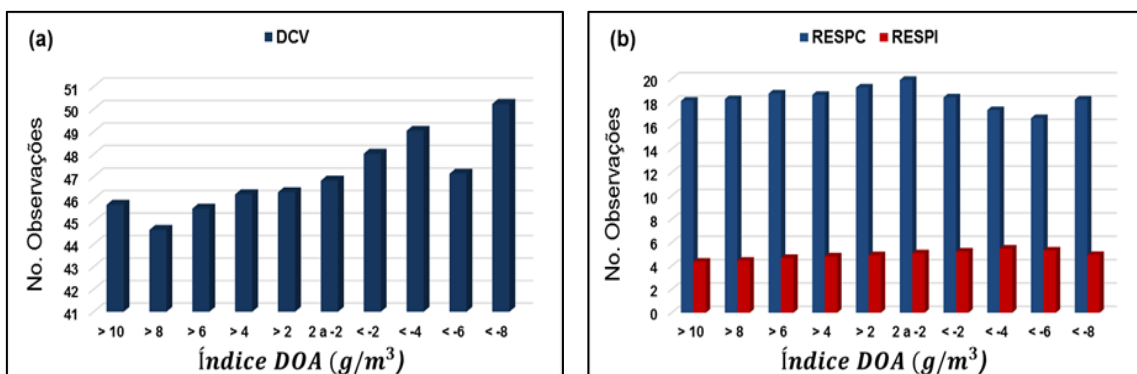 (a)
DCV
No. Observações
51
50
49
48
47
46
45
44
43
42
41
> 10 > 8 > 6 > 4 > 2 2 a -2 < -2 < -4 < -6 < -8
Índice DOA (g/m³)
(b)
RESPC RESPI
No. Observações
20
18
16
14
12
10
8
6
4
2
0
> 10 > 8 > 6 > 4 > 2 2 a -2 < -2 < -4 < -6 < -8
Índice DOA (g/m³)